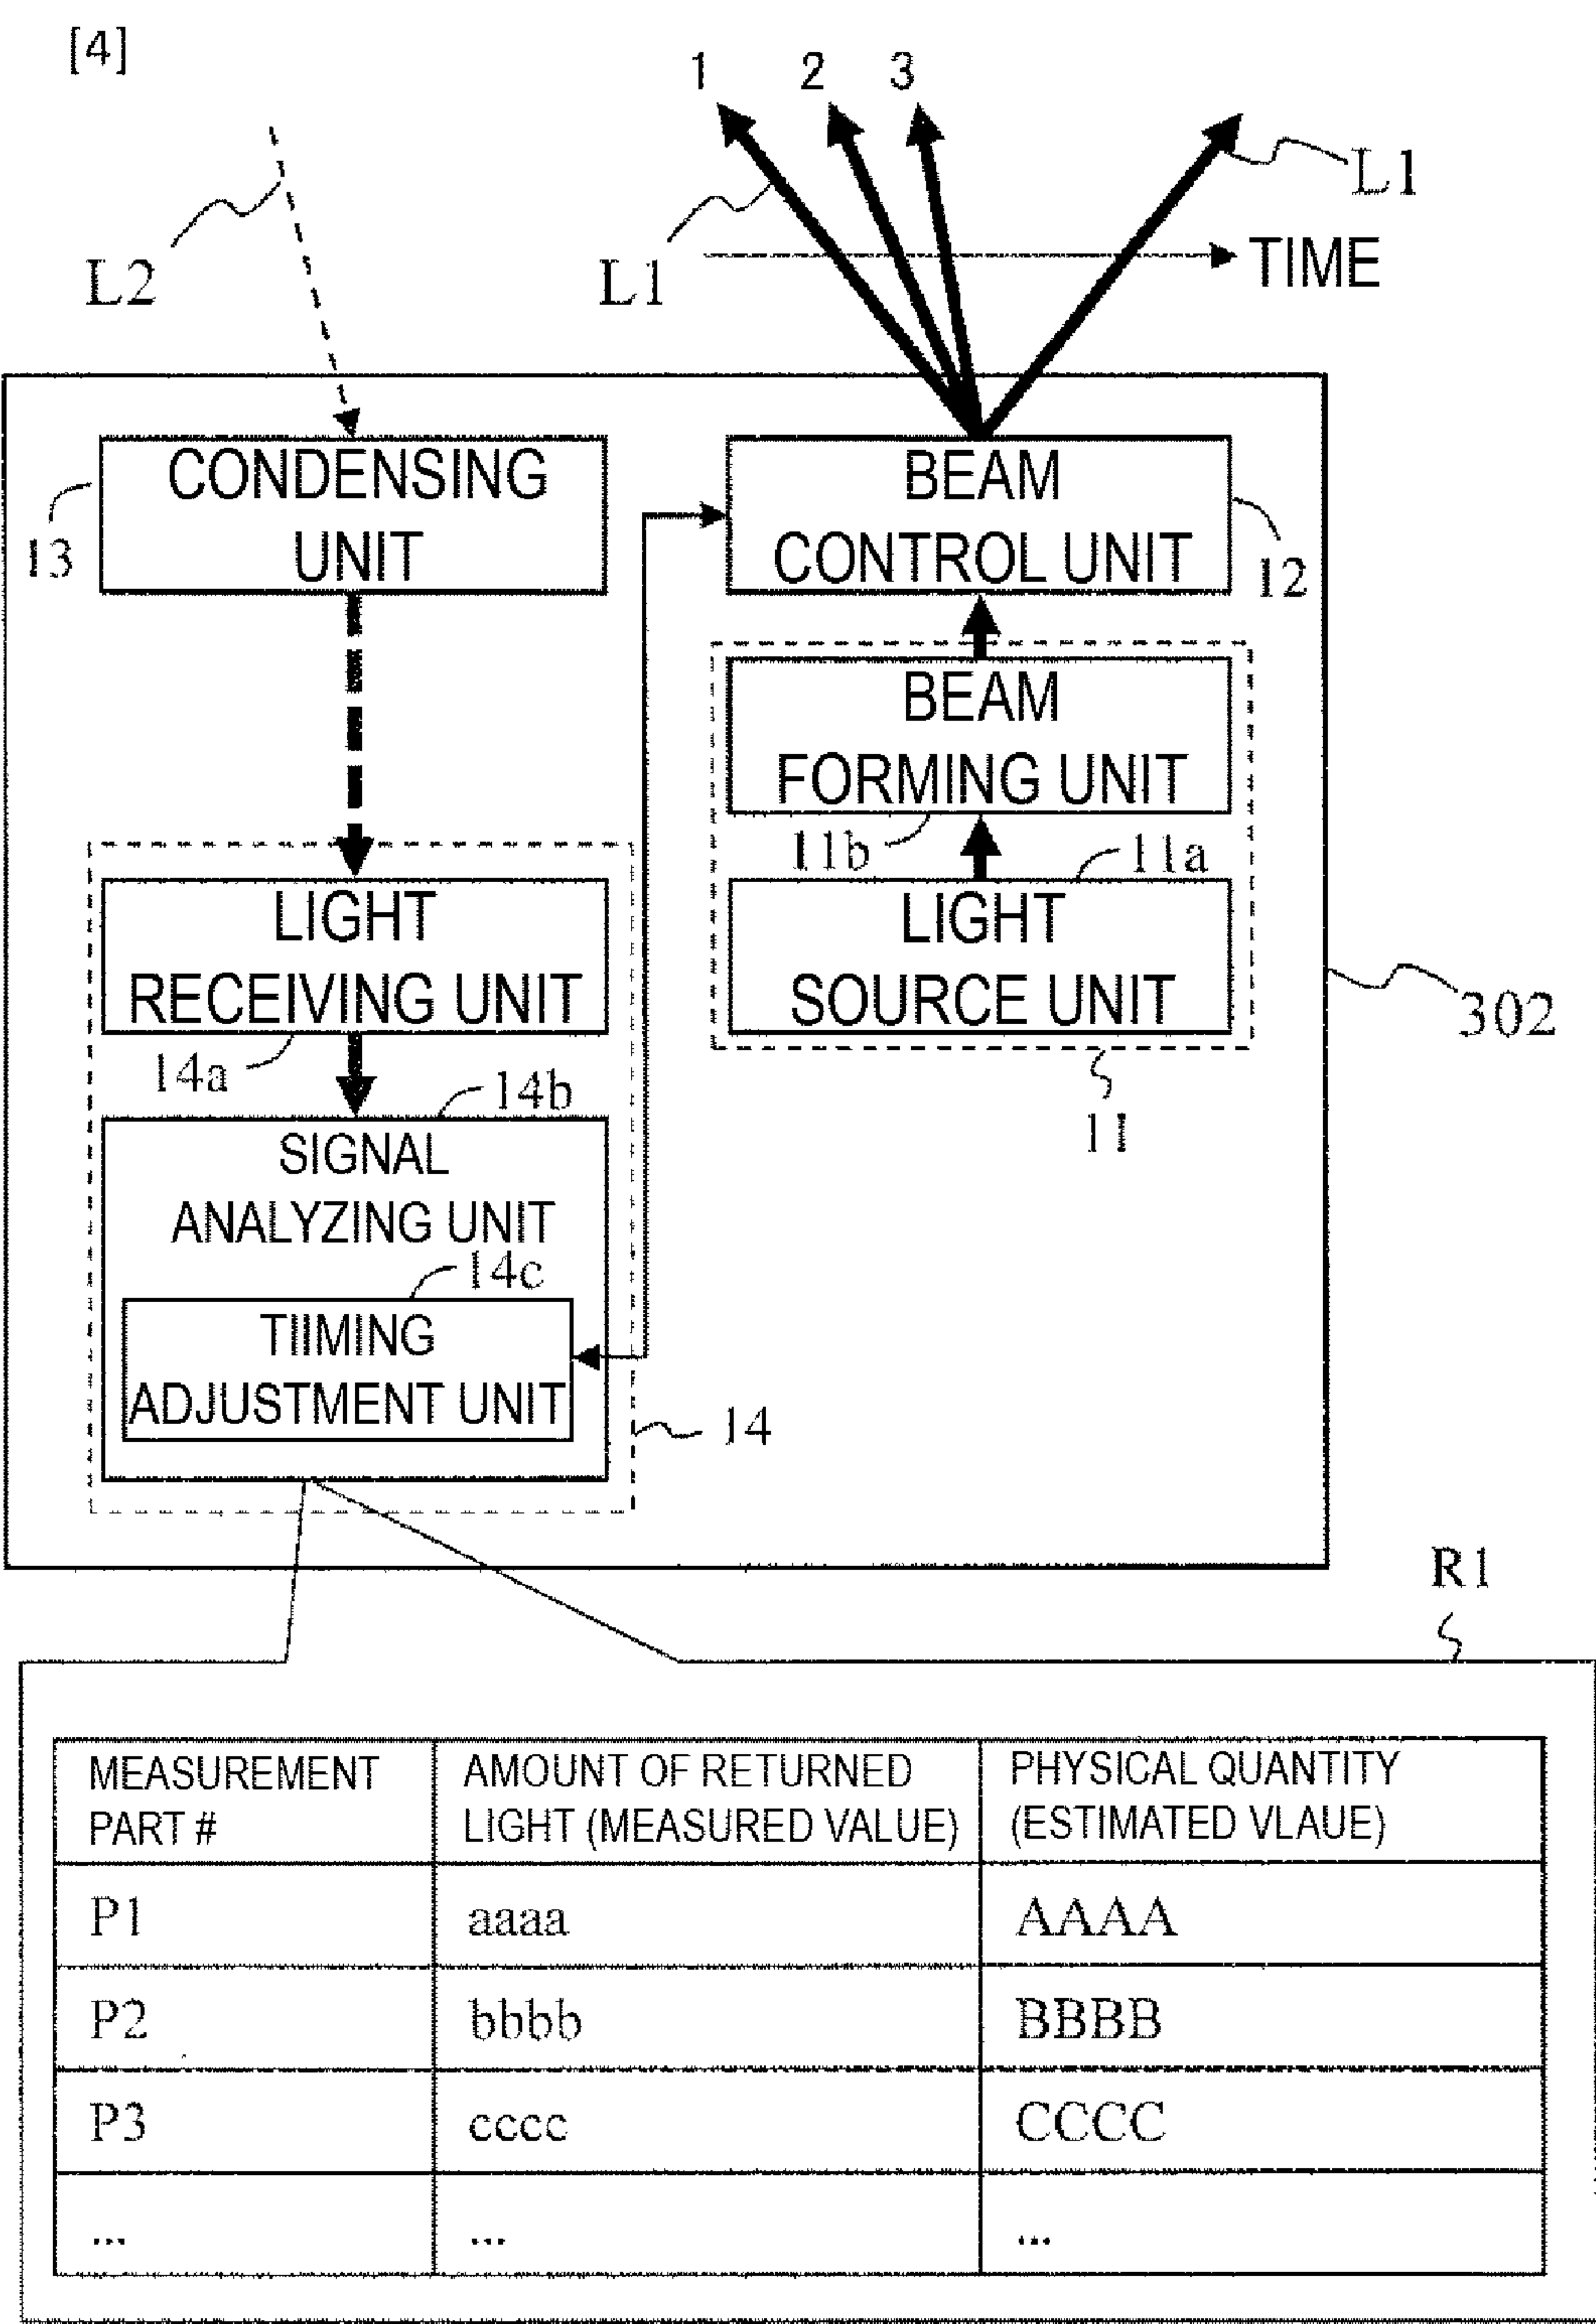 [4]
1 2 3
L1
L2
L1
TIME
CONDENSING
UNIT
13
BEAM
CONTROL UNIT
12
BEAM
FORMING UNIT
11b
11a
LIGHT
SOURCE UNIT
11
302
LIGHT
RECEIVING UNIT
14a
14b
SIGNAL
ANALYZING UNIT
14c
TIIMING
ADJUSTMENT UNIT
14
R1
MEASUREMENT
PART #
AMOUNT OF RETURNED
LIGHT (MEASURED VALUE)
PHYSICAL QUANTITY
(ESTIMATED VLAUE)
P1 aaaa AAAA
P2 bbbb BBBB
P3 cccc CCCC
... ... ...